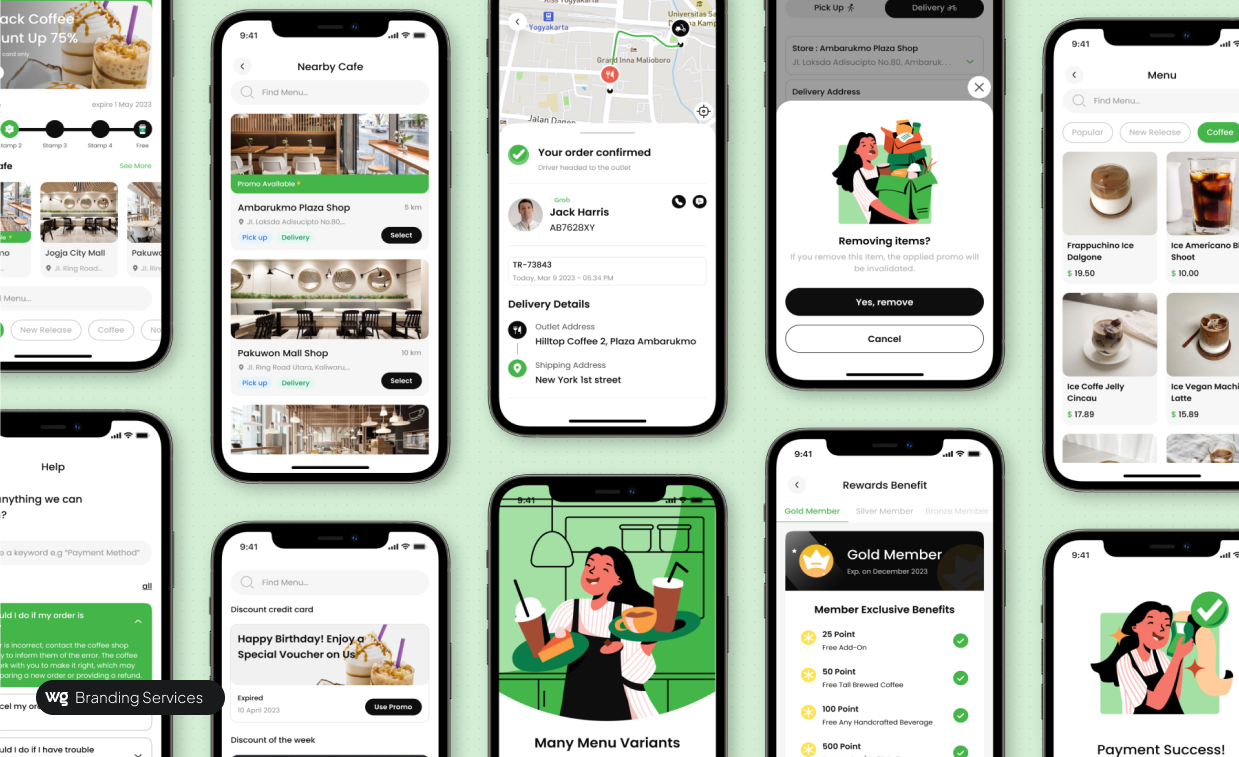 ack Coffee
unt Up 75%
card only
expire 1 May 2023
Stamp 3
Stamp 4
Free
See More
Jogja City Mall
Jl. Ring Road...
Pakuwo
Jl. Rin
Menu...
New Release
Coffee
9:41
Nearby Cafe
Find Menu...
Promo Available
Ambarukmo Plaza Shop
5 km
Jl. Laksda Adisucipto No.80,...
Pick up
Delivery
Select
Pakuwon Mall Shop
10 km
Jl. Ring Road Utara, Kaliwaru,...
Pick up
Delivery
Select
Yogyakarta
Universitas Sa
Grand Inna Malioboro
Your order confirmed
Driver headed to the outlet
Grab
Jack Harris
AB7628XY
TR-73843
Today, Mar 9 2023 - 06.34 PM
Delivery Details
Outlet Address
Hilltop Coffee 2, Plaza Ambarukmo
Shipping Address
New York 1st street
Pick Up
Delivery
Store : Ambarukmo Plaza Shop
Jl. Laksda Adisucipto No.80, Ambaruk...
Delivery Address
Removing items?
If you remove this item, the applied promo will
be invalidated.
Yes, remove
Cancel
9:41
Menu
Find Menu...
Popular
New Release
Coffee
Frappuchino Ice
Dalgone
$ 19.50
Ice Americano Bl
Shoot
$ 10.00
Ice Coffe Jelly
Cincau
$ 17.89
Ice Vegan Machi
Latte
$ 15.89
Help
nything we can
?
e a keyword e.g "Payment Method"
all
uld I do if my order is
r is incorrect, contact the coffee shop
y to inform them of the error. The coffee
ork with you to make it right, which may
paring a new order or providing a refund.
cel my or
uld I do if I have trouble
wg Branding Services
9:41
Find Menu...
Discount credit card
Happy Birthday! Enjoy a
Special Voucher on Us
Expired
10 April 2023
Use Promo
Discount of the week
9:41
Many Menu Variants
9:41
Rewards Benefit
Gold Member
Silver Member
Bronze Member
Gold Member
Exp. on December 2023
Member Exclusive Benefits
25 Point
Free Add-On
50 Point
Free Tall Brewed Coffee
100 Point
Free Any Handcrafted Beverage
500 Point
9:41
Payment Success!